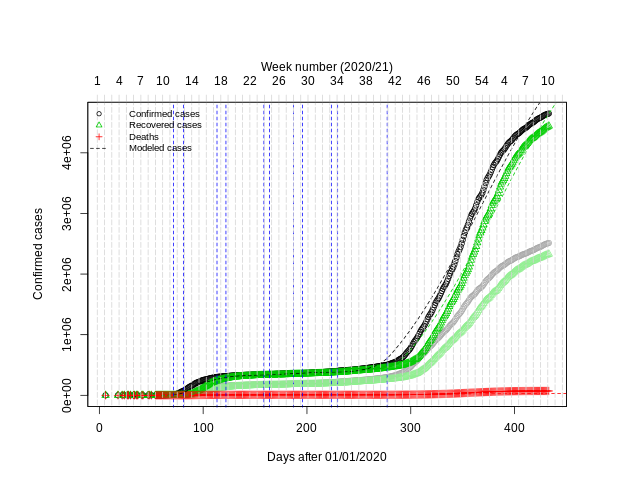 Week number (2020/21)
1 4 7 10 14 18 22 26 30 34 38 42 46 50 54 4 7 10
Confirmed cases
Recovered cases
Deaths
Modeled cases
Confirmed cases
4e+06
3e+06
2e+06
1e+06
0e+00
0 100 200 300 400
Days after 01/01/2020